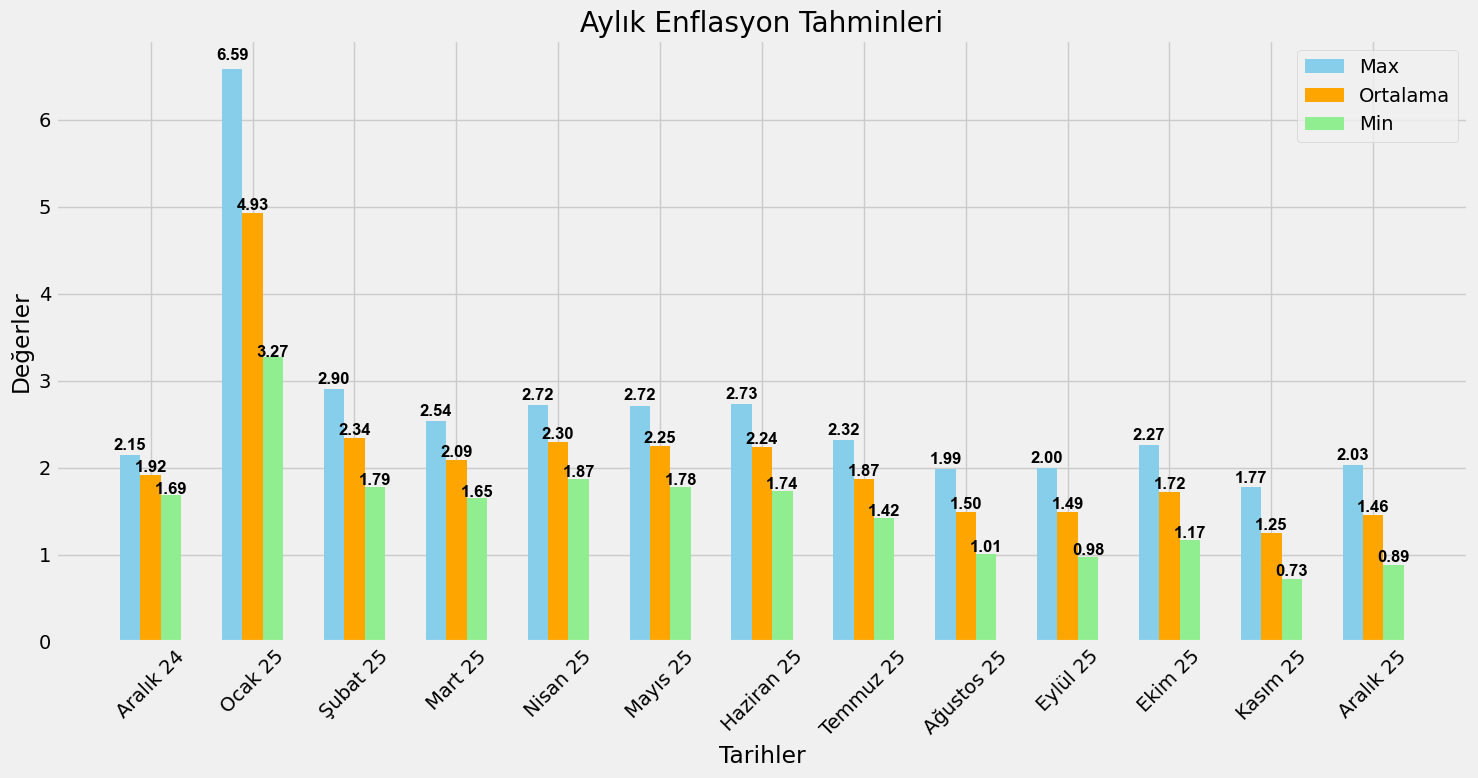 Aylık Enflasyon Tahminleri
Max
Ortalama
Min
Değerler
6
5
4
3
2
1
0
2.15
1.92
1.69
6.59
4.93
3.27
2.90
2.34
1.79
2.54
2.09
1.65
2.72
2.30
1.87
2.72
2.25
1.78
2.73
2.24
1.74
2.32
1.87
1.42
1.99
1.50
1.01
2.00
1.49
0.98
2.27
1.72
1.17
1.77
1.25
0.73
2.03
1.46
0.89
Aralık 24
Ocak 25
Şubat 25
Mart 25
Nisan 25
Mayıs 25
Haziran 25
Temmuz 25
Ağustos 25
Eylül 25
Ekim 25
Kasım 25
Aralık 25
Tarihler